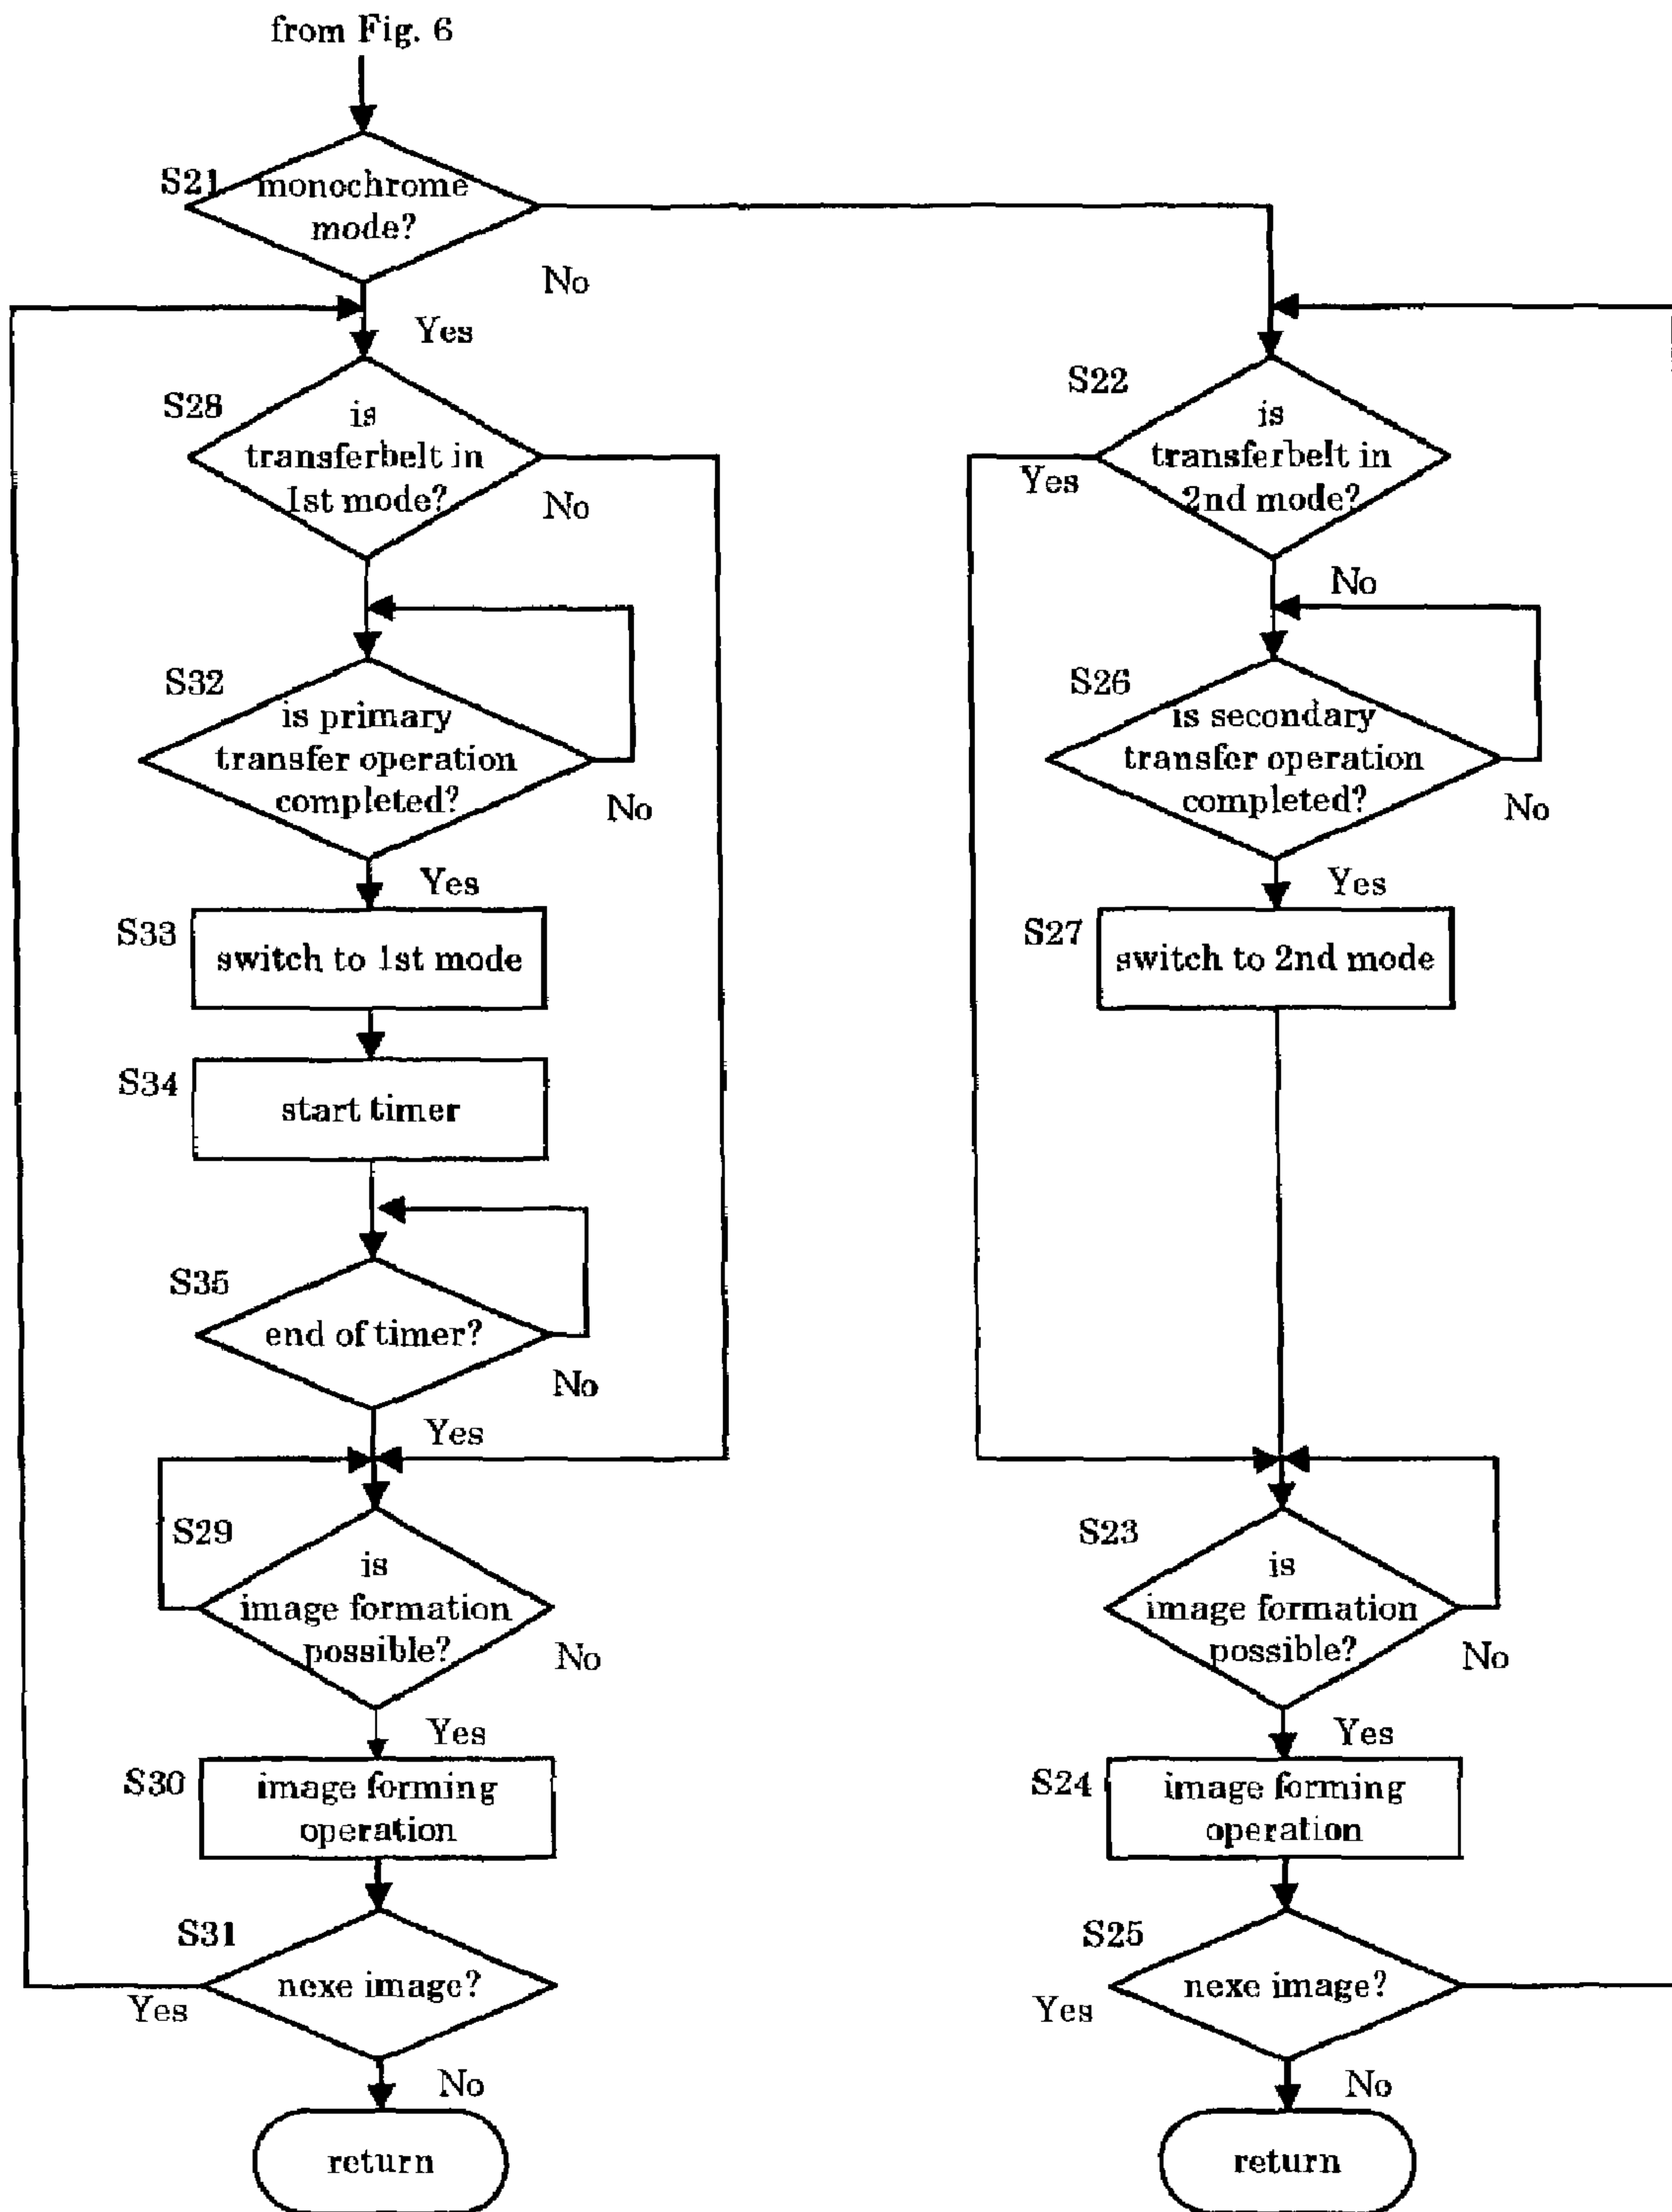 from Fig. 6
S21
monochrome
mode?
No
Yes
S28
is
transferbelt in
1st mode?
No
S32
is primary
transfer operation
completed?
No
Yes
S33
switch to 1st mode
S34
start timer
S35
end of timer?
No
Yes
S29
is
image formation
possible?
No
Yes
S30
image forming
operation
S31
nexe image?
Yes
No
return
S22
is
transferbelt in
2nd mode?
Yes
No
S26
is secondary
transfer operation
completed?
No
Yes
S27
switch to 2nd mode
S23
is
image formation
possible?
No
Yes
S24
image forming
operation
S25
nexe image?
Yes
No
return